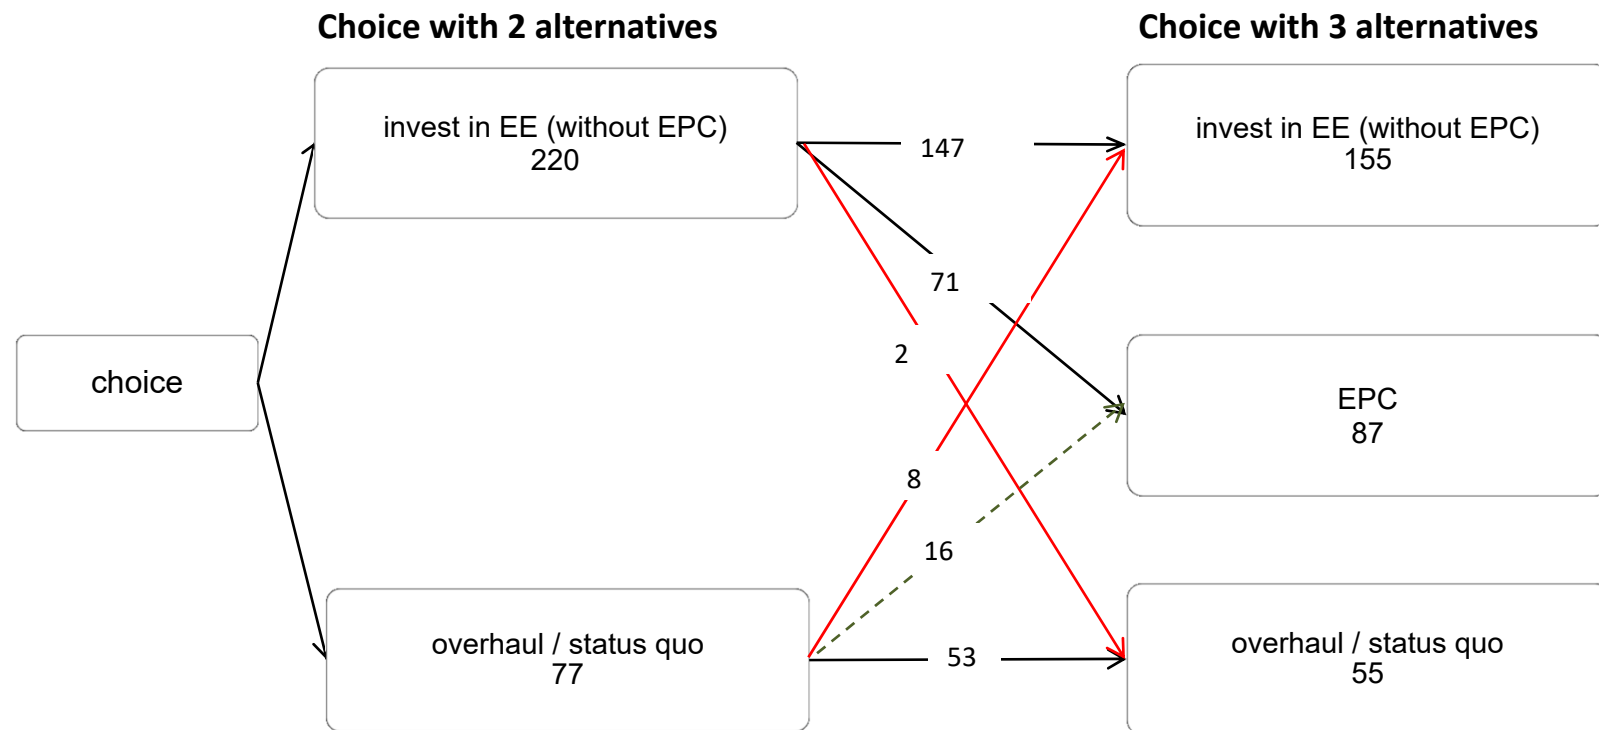 Choice with 2 alternatives
Choice with 3 alternatives
invest in EE (without EPC)
220
147
invest in EE (without EPC)
155
71
2
choice
EPC
87
8
16
overhaul / status quo
77
53
overhaul / status quo
55